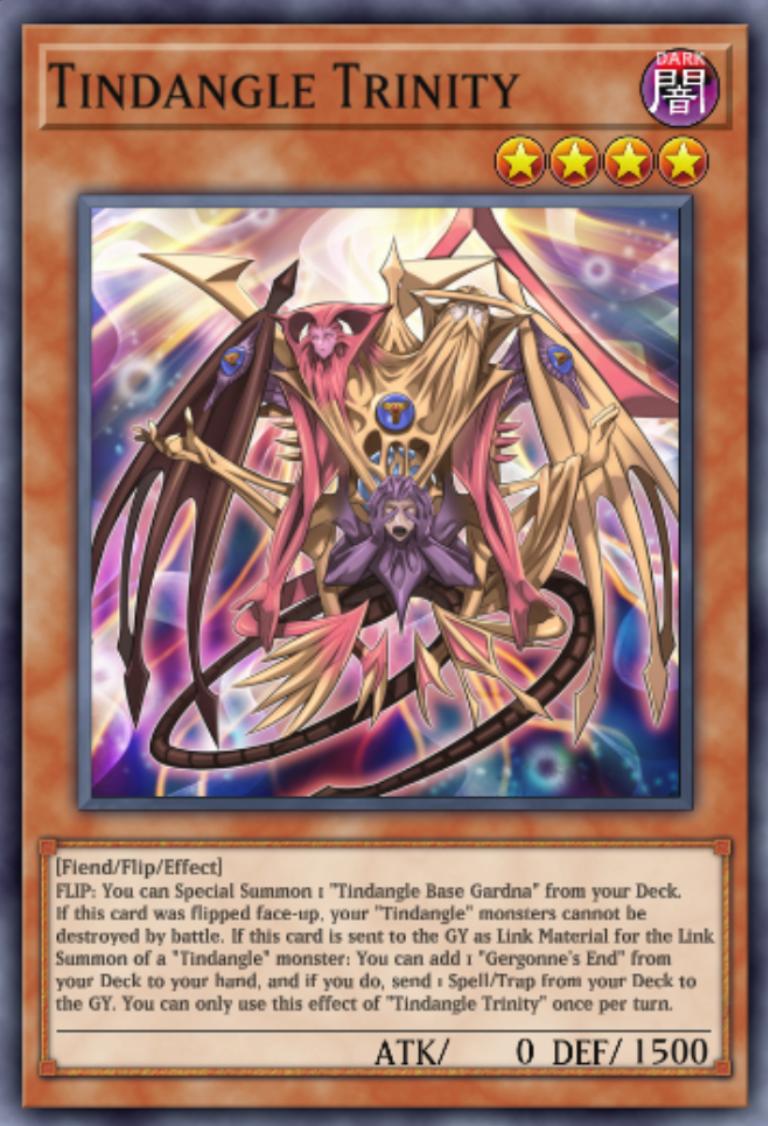 TINDANGLE TRINITY
DARK
闇
[Fiend/Flip/Effect]
FLIP: You can Special Summon 1 "Tindangle Base Gardna" from your Deck.
If this card was flipped face-up, your "Tindangle" monsters cannot be
destroyed by battle. If this card is sent to the GY as Link Material for the Link
Summon of a "Tindangle" monster: You can add 1 "Gergonne's End" from
your Deck to your hand, and if you do, send 1 Spell/Trap from your Deck to
the GY. You can only use this effect of "Tindangle Trinity" once per turn.
ATK/ 0 DEF/ 1500